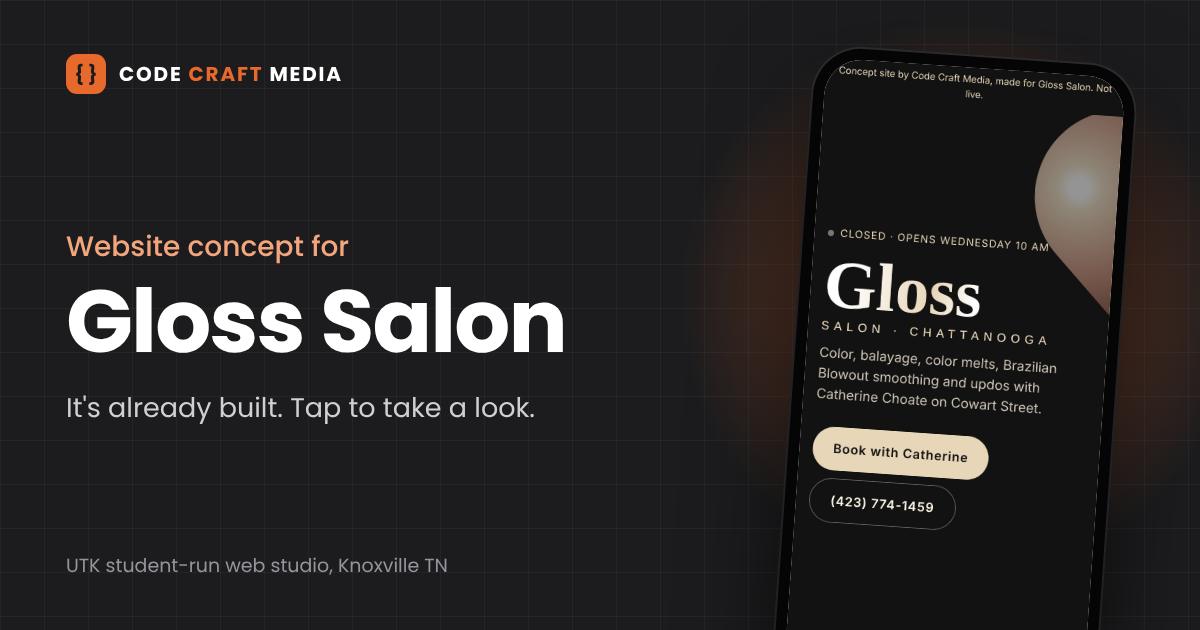 { } CODE CRAFT MEDIA
Website concept for
Gloss Salon
It's already built. Tap to take a look.
UTK student-run web studio, Knoxville TN
Concept site by Code Craft Media, made for Gloss Salon. Not
live.
CLOSED · OPENS WEDNESDAY 10 AM
Gloss
SALON · CHATTANOOGA
Color, balayage, color melts, Brazilian
Blowout smoothing and updos with
Catherine Choate on Cowart Street.
Book with Catherine
(423) 774-1459